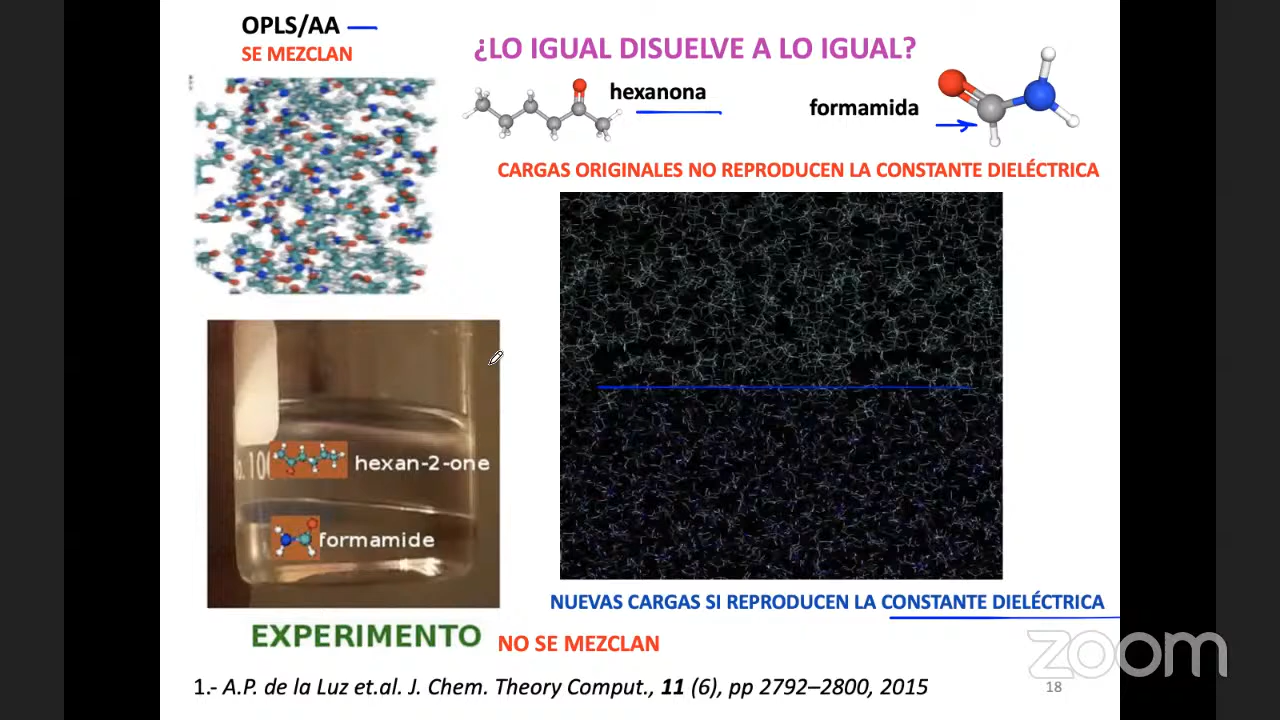 OPLS/AA
SE MEZCLAN
¿LO IGUAL DISUELVE A LO IGUAL?
hexanona
formamida
CARGAS ORIGINALES NO REPRODUCEN LA CONSTANTE DIELÉCTRICA
100
hexan-2-one
formamide
NUEVAS CARGAS SI REPRODUCEN LA CONSTANTE DIELÉCTRICA
EXPERIMENTO
NO SE MEZCLAN
zoom
1.- A.P. de la Luz et.al. J. Chem. Theory Comput., 11 (6), pp 2792–2800, 2015
18